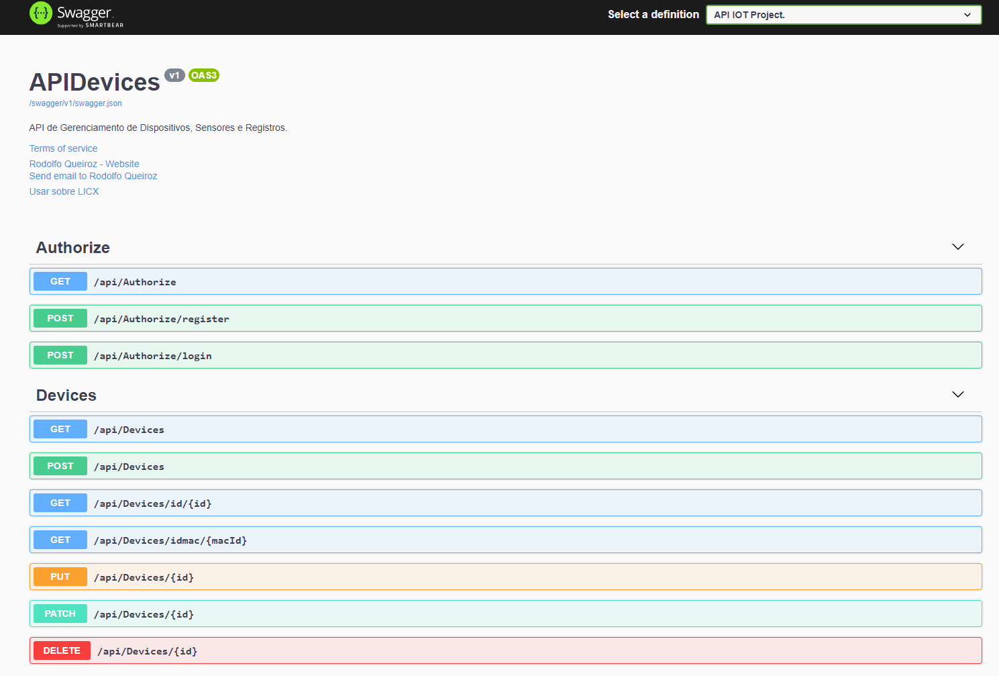 Swagger
Supported by SMARTBEAR
Select a definition
API IOT Project.
APIDevices v1 OAS3
/swagger/v1/swagger.json
API de Gerenciamento de Dispositivos, Sensores e Registros.
Terms of service
Rodolfo Queiroz - Website
Send email to Rodolfo Queiroz
Usar sobre LICX
Authorize
GET /api/Authorize
POST /api/Authorize/register
POST /api/Authorize/login
Devices
GET /api/Devices
POST /api/Devices
GET /api/Devices/id/{id}
GET /api/Devices/idmac/{macId}
PUT /api/Devices/{id}
PATCH /api/Devices/{id}
DELETE /api/Devices/{id}